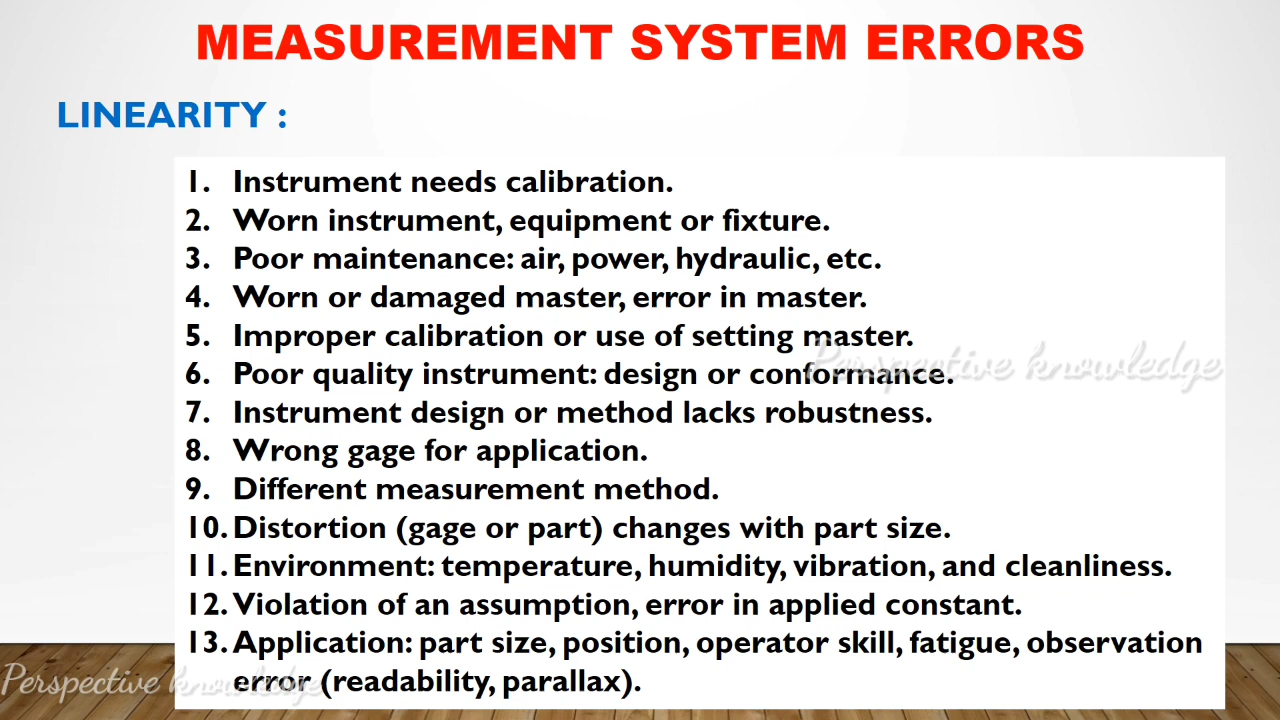 MEASUREMENT SYSTEM ERRORS
LINEARITY :
1. Instrument needs calibration.
2. Worn instrument, equipment or fixture.
3. Poor maintenance: air, power, hydraulic, etc.
4. Worn or damaged master, error in master.
5. Improper calibration or use of setting master.
Perspective knowledge
6. Poor quality instrument: design or conformance.
7. Instrument design or method lacks robustness.
8. Wrong gage for application.
9. Different measurement method.
10. Distortion (gage or part) changes with part size.
11. Environment: temperature, humidity, vibration, and cleanliness.
12. Violation of an assumption, error in applied constant.
13. Application: part size, position, operator skill, fatigue, observation
error (readability, parallax).
Perspective knowledge